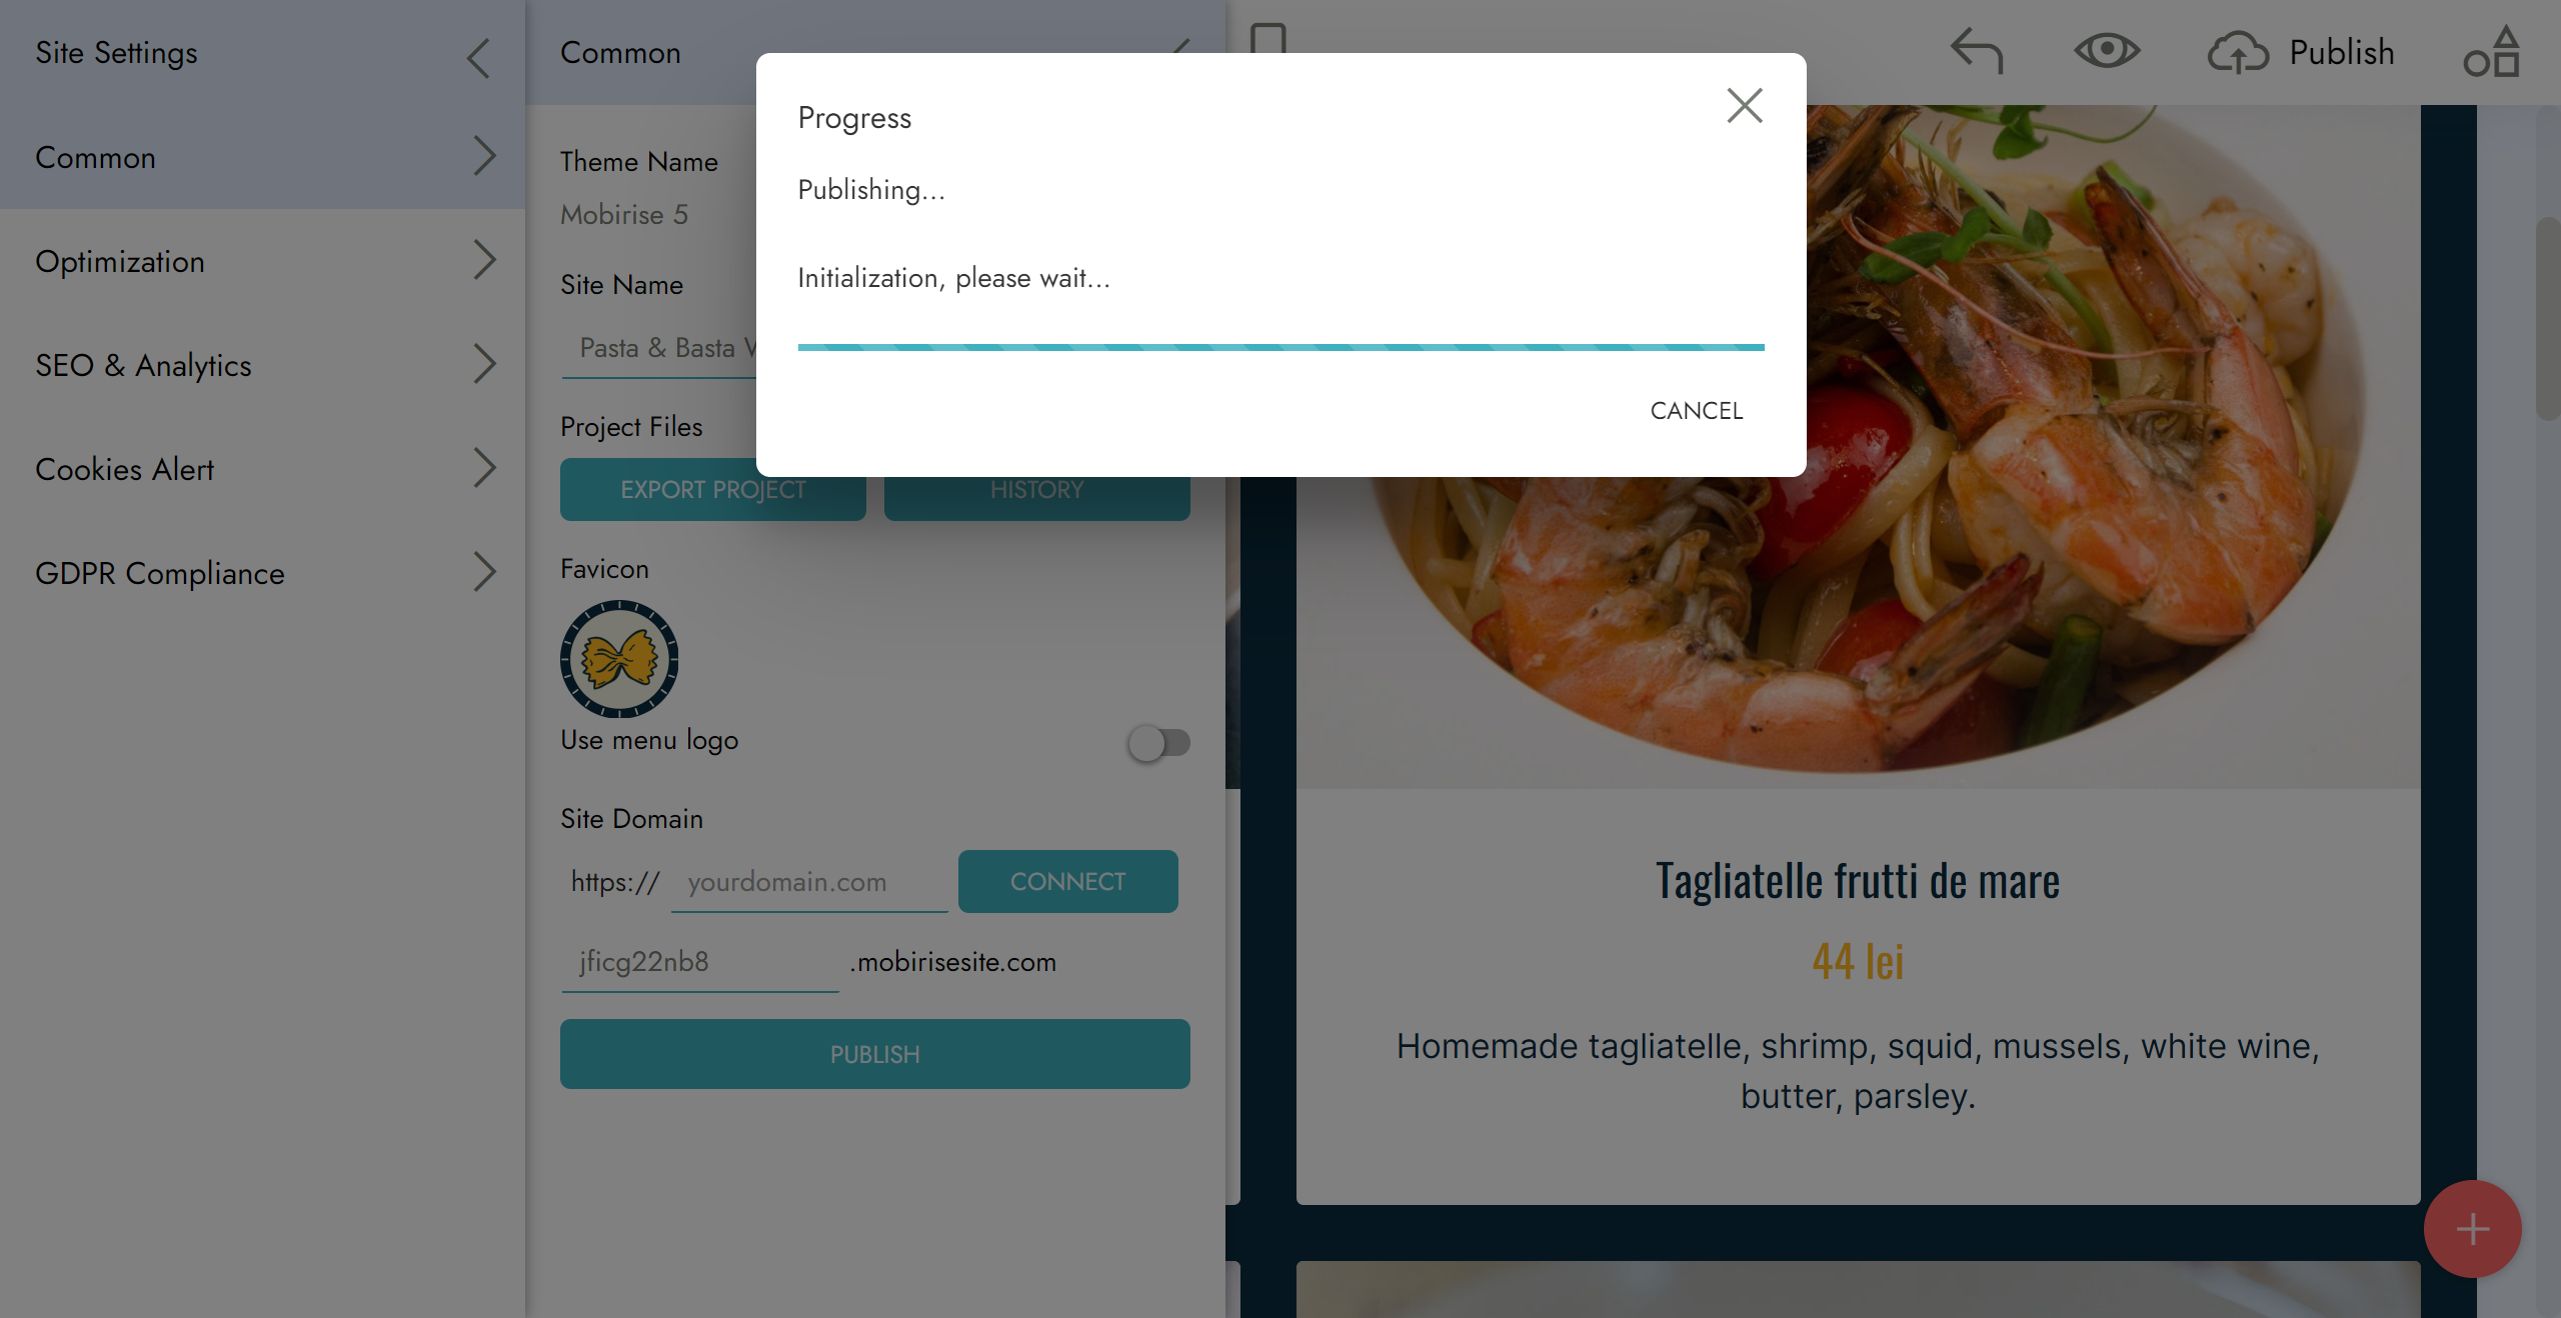 Site Settings
Common
Optimization
SEO & Analytics
Cookies Alert
GDPR Compliance
Common
Theme Name
Mobirise 5
Site Name
Pasta & Basta
Project Files
EXPORT PROJECT
HISTORY
Favicon
Use menu logo
Site Domain
https://
yourdomain.com
CONNECT
jficg22nb8
.mobirisesite.com
PUBLISH
Progress
Publishing...
Initialization, please wait...
CANCEL
Publish
Tagliatelle frutti de mare
44 lei
Homemade tagliatelle, shrimp, squid, mussels, white wine,
butter, parsley.